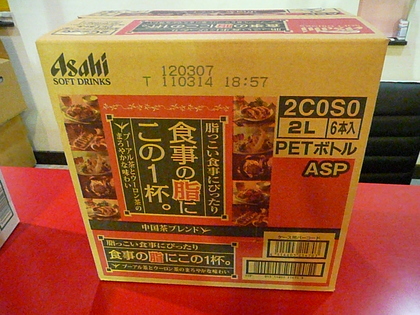 Asahi
SOFT DRINKS
120307
T 110314 18:57
2C0S0
2L 6本入
PETボトル
ASP
脂っこい食事にぴったり
食事の脂に
この1杯。
プーアル茶とウーロン茶の
まろやかな味わい
中国茶ブレンド
脂っこい食事にぴったり
食事の脂にこの1杯。
プーアル茶とウーロン茶のまろやかな味わい